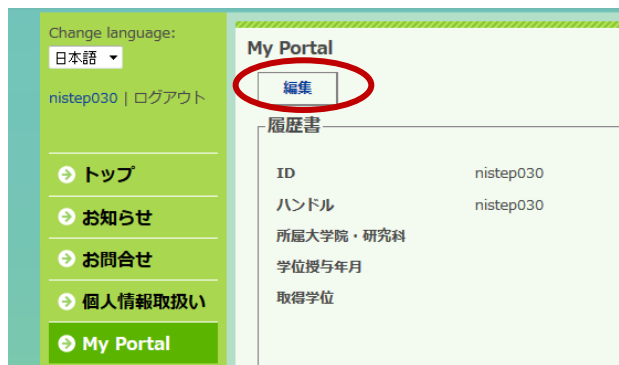 Change language:
日本語
nistep030 | ログアウト
トップ
お知らせ
お問合せ
個人情報取扱い
My Portal
My Portal
編集
履歴書
ID nistep030
ハンドル nistep030
所属大学院・研究科
学位授与年月
取得学位